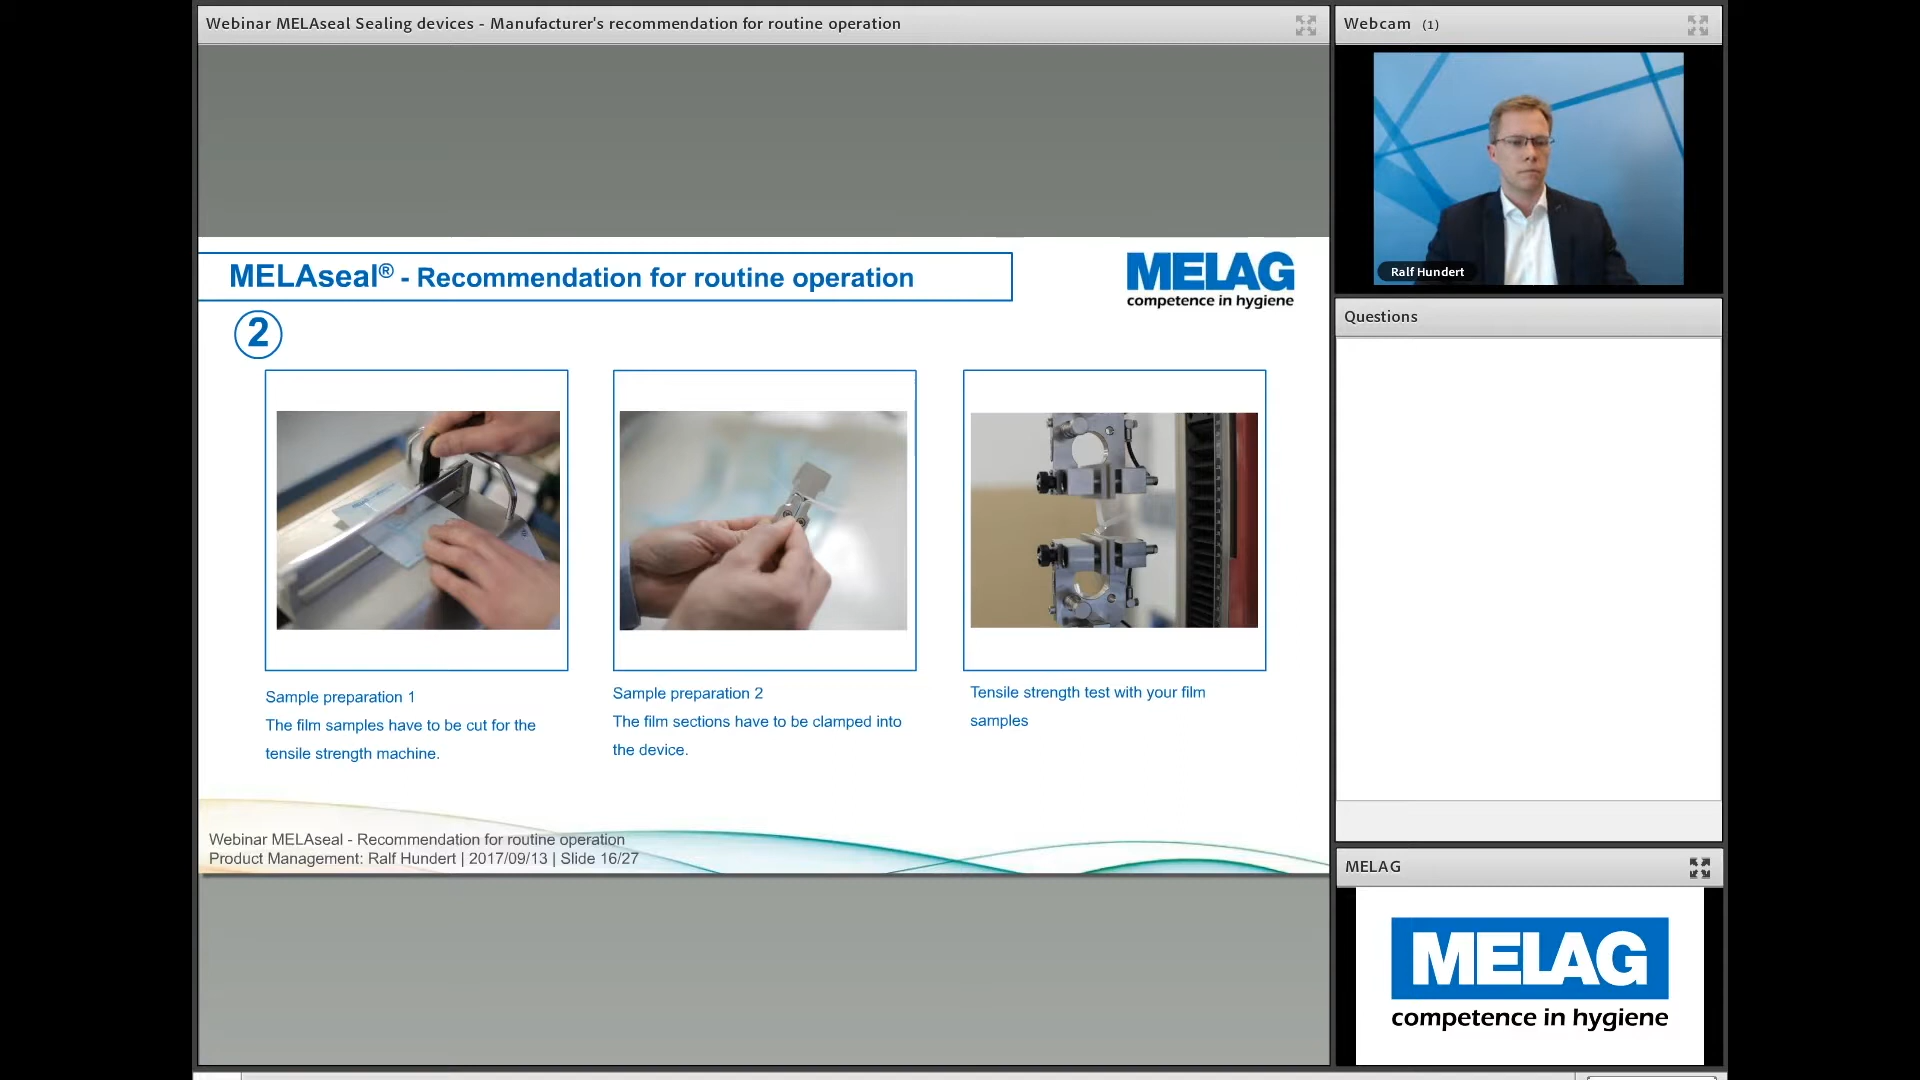 Webinar MELAseal Sealing devices - Manufacturer's recommendation for routine operation
MELAseal® - Recommendation for routine operation
MELAG
competence in hygiene
2
Sample preparation 1
The film samples have to be cut for the
tensile strength machine.
Sample preparation 2
The film sections have to be clamped into
the device.
Tensile strength test with your film
samples
Webinar MELAseal - Recommendation for routine operation
Product Management: Ralf Hundert | 2017/09/13 | Slide 16/27
Webcam (1)
Ralf Hundert
Questions
MELAG
MELAG
competence in hygiene